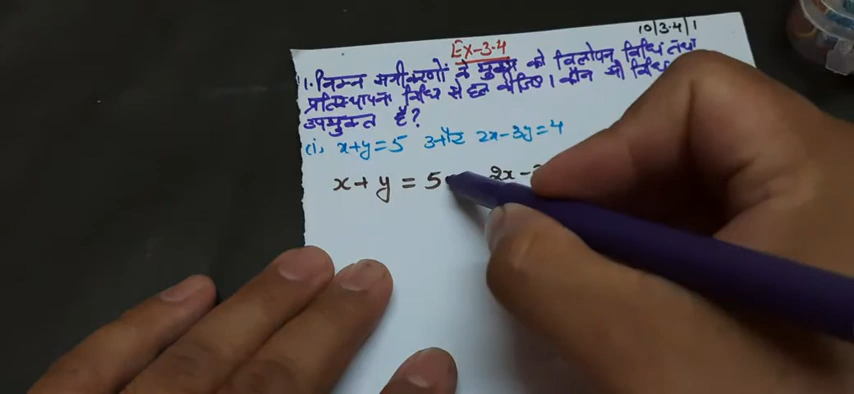 10/3.4/1
Ex-3.4
1. निम्न समीकरणों के युग्म को विलोपन विधि तथा
प्रतिस्थापना विधि से हल कीजिए। कौन सी विधि
उपयुक्त है?
(i) x+y=5 और 2x-3y=4
x + y = 5 2x -